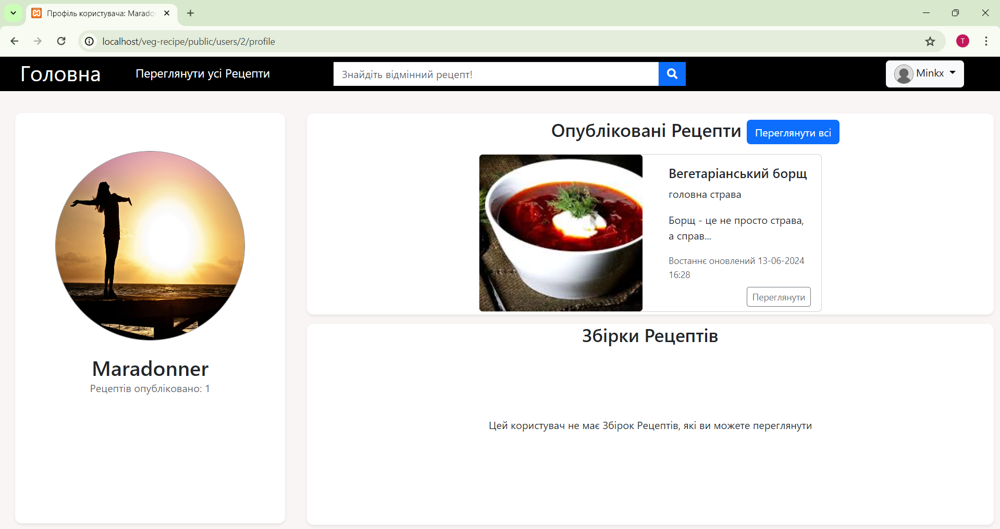 Профіль користувача: Marado
localhost/veg-recipe/public/users/2/profile
T
Головна
Переглянути усі Рецепти
Знайдіть відмінний рецепт!
Minkx
Maradonner
Рецептів опубліковано: 1
Опубліковані Рецепти
Переглянути всі
Вегетаріанський борщ
головна страва
Борщ - це не просто страва,
а справ...
Востаннє оновлений 13-06-2024
16:28
Переглянути
Збірки Рецептів
Цей користувач не має Збірок Рецептів, які ви можете переглянути